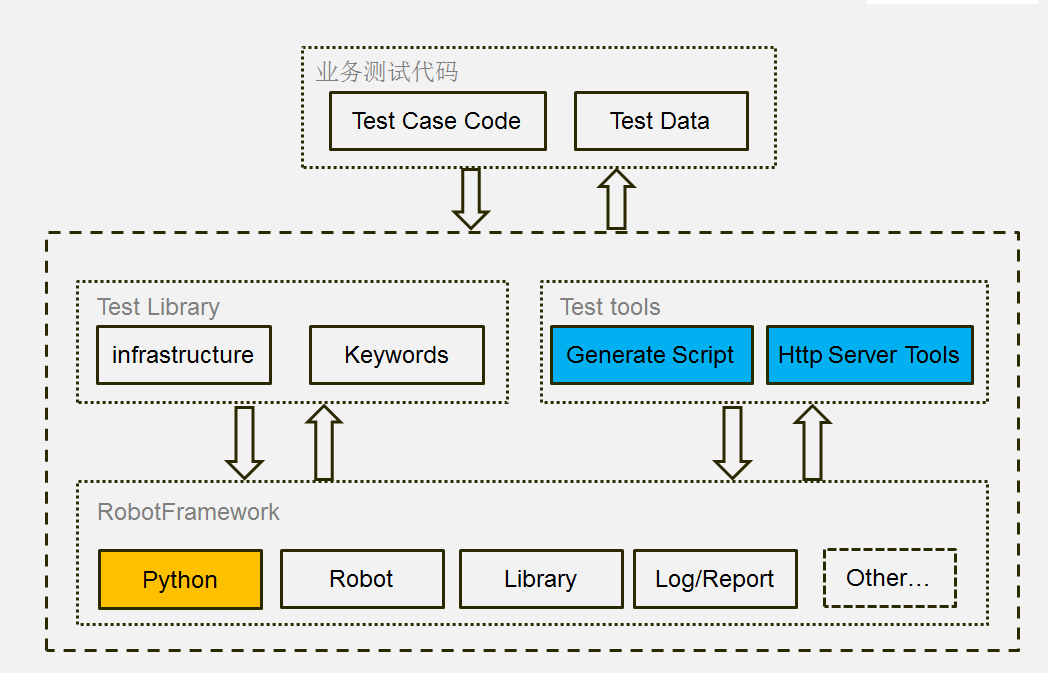 业务测试代码
Test Case Code
Test Data
Test Library
Test tools
infrastructure
Keywords
Generate Script
Http Server Tools
RobotFramework
Python
Robot
Library
Log/Report
Other…